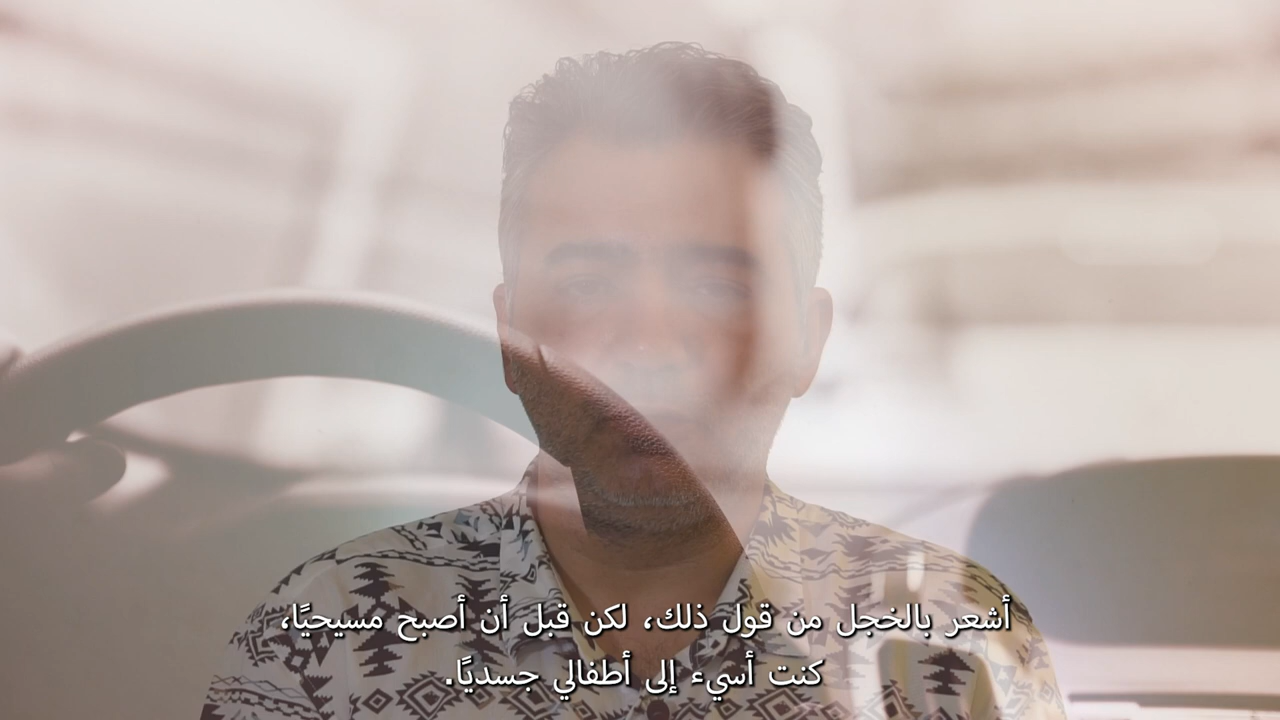 أشعر بالخجل من قول ذلك، لكن قبل أن أصبح مسيحيًا،
كنت أسيء إلى أطفالي جسديًا.